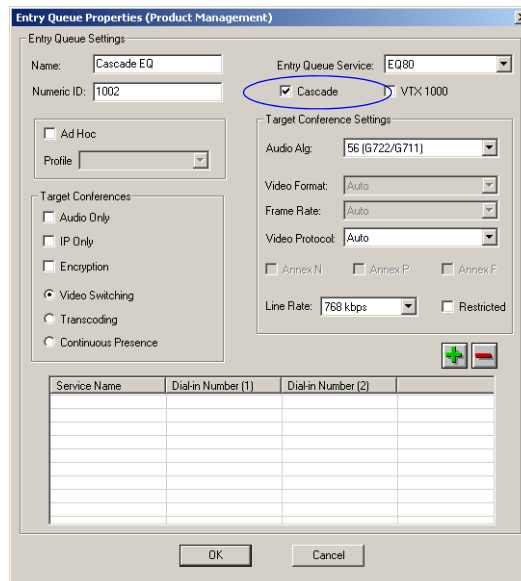 Entry Queue Properties (Product Management)
Entry Queue Settings
Name: Cascade EQ
Entry Queue Service: EQ80
Numeric ID: 1002
Cascade
VTX 1000
Ad Hoc
Profile
Target Conference Settings
Audio Alg: 56 (G722/G711)
Video Format: Auto
Frame Rate: Auto
Video Protocol: Auto
Annex N
Annex P
Annex F
Line Rate: 768 kbps
Restricted
Target Conferences
Audio Only
IP Only
Encryption
Video Switching
Transcoding
Continuous Presence
Service Name
Dial-in Number (1)
Dial-in Number (2)
OK
Cancel